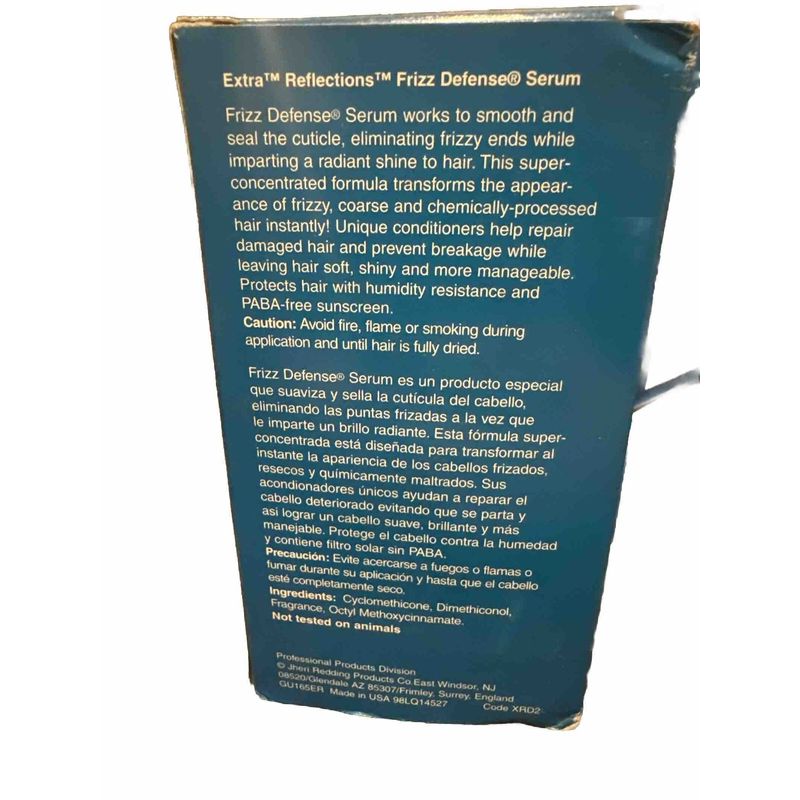 Extra™ Reflections™ Frizz Defense® Serum
Frizz Defense® Serum works to smooth and
seal the cuticle, eliminating frizzy ends while
imparting a radiant shine to hair. This super-
concentrated formula transforms the appear-
ance of frizzy, coarse and chemically-processed
hair instantly! Unique conditioners help repair
damaged hair and prevent breakage while
leaving hair soft, shiny and more manageable.
Protects hair with humidity resistance and
PABA-free sunscreen.
Caution: Avoid fire, flame or smoking during
application and until hair is fully dried.
Frizz Defense® Serum es un producto especial
que suaviza y sella la cutícula del cabello,
eliminando las puntas frizadas a la vez que
le imparte un brillo radiante. Esta fórmula super-
concentrada está diseñada para transformar al
instante la apariencia de los cabellos frizados,
resecos y químicamente maltrados. Sus
acondionadores únicos ayudan a reparar el
cabello deteriorado evitando que se parta y
asi lograr un cabello suave, brillante y más
manejable. Protege el cabello contra la humedad
y contiene filtro solar sin PABA.
Precaución: Evite acercarse a fuegos o flamas o
fumar durante su aplicación y hasta que el cabello
esté completamente seco.
Ingredients: Cyclomethicone, Dimethiconol,
Fragrance, Octyl Methoxycinnamate.
Not tested on animals
Professional Products Division
© Jheri Redding Products Co.East Windsor, NJ
08520/Glendale AZ 85307/Frimley, Surrey, England
GU165ER Made in USA 98LQ14527 Code XRD2